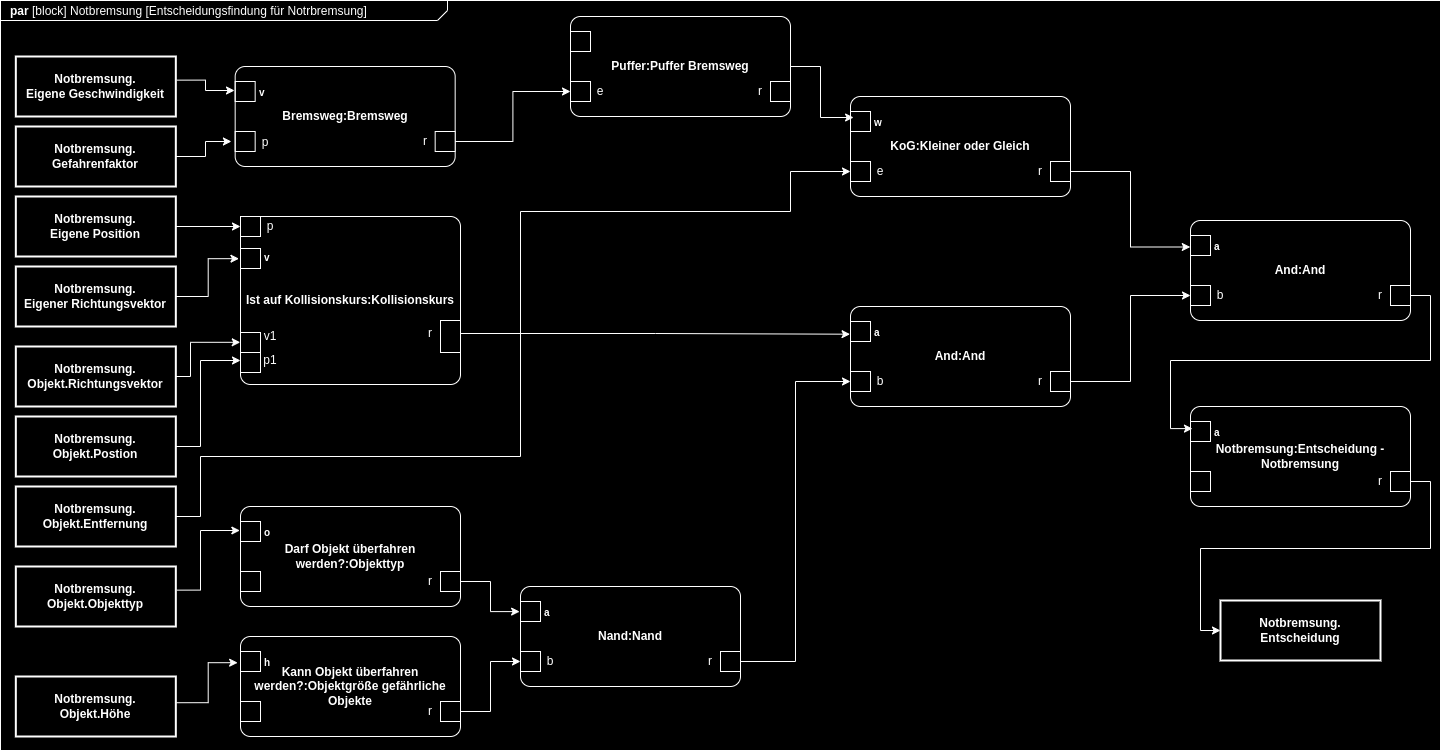 par [block] Notbremsung [Entscheidungsfindung für Notrbremsung]
Notbremsung.
Eigene Geschwindigkeit
Notbremsung.
Gefahrenfaktor
Notbremsung.
Eigene Position
Notbremsung.
Eigener Richtungsvektor
Notbremsung.
Objekt.Richtungsvektor
Notbremsung.
Objekt.Postion
Notbremsung.
Objekt.Entfernung
Notbremsung.
Objekt.Objekttyp
Notbremsung.
Objekt.Höhe
v
Bremsweg:Bremsweg
p
r
p
v
Ist auf Kollisionskurs:Kollisionskurs
r
v1
p1
o
Darf Objekt überfahren
werden?:Objekttyp
r
h
Kann Objekt überfahren
werden?:Objektgröße gefährliche
Objekte
r
Puffer:Puffer Bremsweg
e
r
a
Nand:Nand
b
r
w
KoG:Kleiner oder Gleich
e
r
a
And:And
b
r
a
And:And
b
r
a
Notbremsung:Entscheidung -
Notbremsung
r
Notbremsung.
Entscheidung